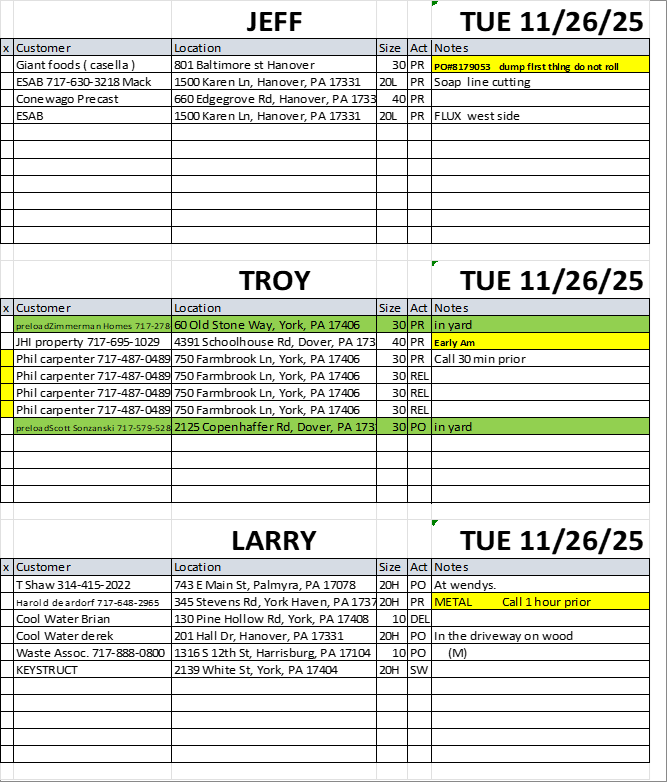 JEFF TUE 11/26/25
x Customer Location Size Act Notes
Giant foods ( casella ) 801 Baltimore st Hanover 30 PR PO#8179053 dump first thing do not roll
ESAB 717-630-3218 Mack 1500 Karen Ln, Hanover, PA 17331 20L PR Soap line cutting
Conewago Precast 660 Edgegrove Rd, Hanover, PA 1733 40 PR
ESAB 1500 Karen Ln, Hanover, PA 17331 20L PR FLUX west side
TROY TUE 11/26/25
x Customer Location Size Act Notes
preloadZimmerman Homes 717-278 60 Old Stone Way, York, PA 17406 30 PR in yard
JHI property 717-695-1029 4391 Schoolhouse Rd, Dover, PA 173 40 PR Early Am
Phil carpenter 717-487-0489 750 Farmbrook Ln, York, PA 17406 30 PR Call 30 min prior
Phil carpenter 717-487-0489 750 Farmbrook Ln, York, PA 17406 30 REL
Phil carpenter 717-487-0489 750 Farmbrook Ln, York, PA 17406 30 REL
Phil carpenter 717-487-0489 750 Farmbrook Ln, York, PA 17406 30 REL
preloadScott Sonzanski 717-579-528 2125 Copenhaffer Rd, Dover, PA 173 30 PO in yard
LARRY TUE 11/26/25
x Customer Location Size Act Notes
T Shaw 314-415-2022 743 E Main St, Palmyra, PA 17078 20H PO At wendys.
Harold deardorf 717-648-2965 345 Stevens Rd, York Haven, PA 1737 20H PR METAL Call 1 hour prior
Cool Water Brian 130 Pine Hollow Rd, York, PA 17408 10 DEL
Cool Water derek 201 Hall Dr, Hanover, PA 17331 20H PO In the driveway on wood
Waste Assoc. 717-888-0800 1316 S 12th St, Harrisburg, PA 17104 10 PO (M)
KEYSTRUCT 2139 White St, York, PA 17404 20H SW